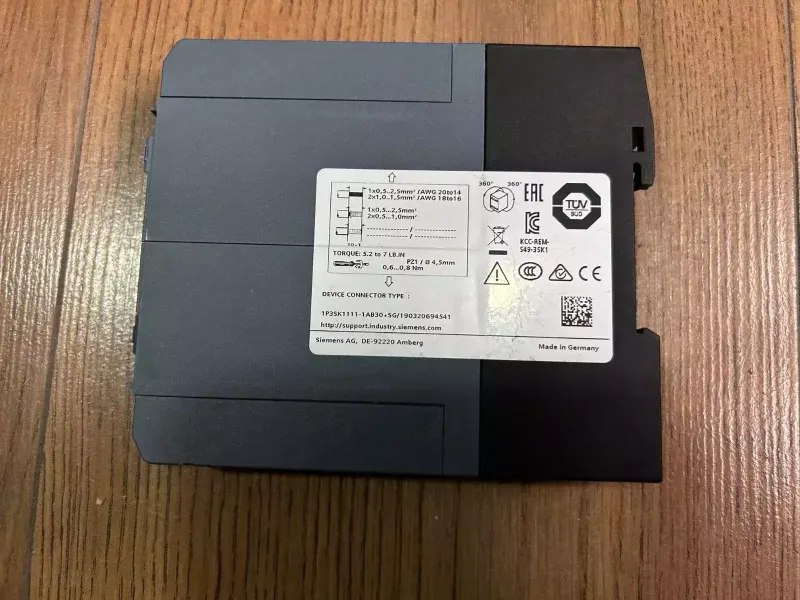 1x0,5...2,5mm² /AWG 20to14
2x1,0...1,5mm² /AWG 18to16
1x0,5...2,5mm²
2x0,5...1,0mm²
---------- / ----------
---------- / ----------
10±1
TORQUE: 5.2 to 7 LB.IN
PZ1 / Ø 4,5mm
0,6...0,8 Nm
DEVICE CONNECTOR TYPE :
1P3SK1111-1AB30+SG/190320694541
http://support.industry.siemens.com
Siemens AG, DE-92220 Amberg
360° 360°
EAC
TÜV
SUD
KCC-REM-
S49-3SK1
CCC
CE
Made in Germany